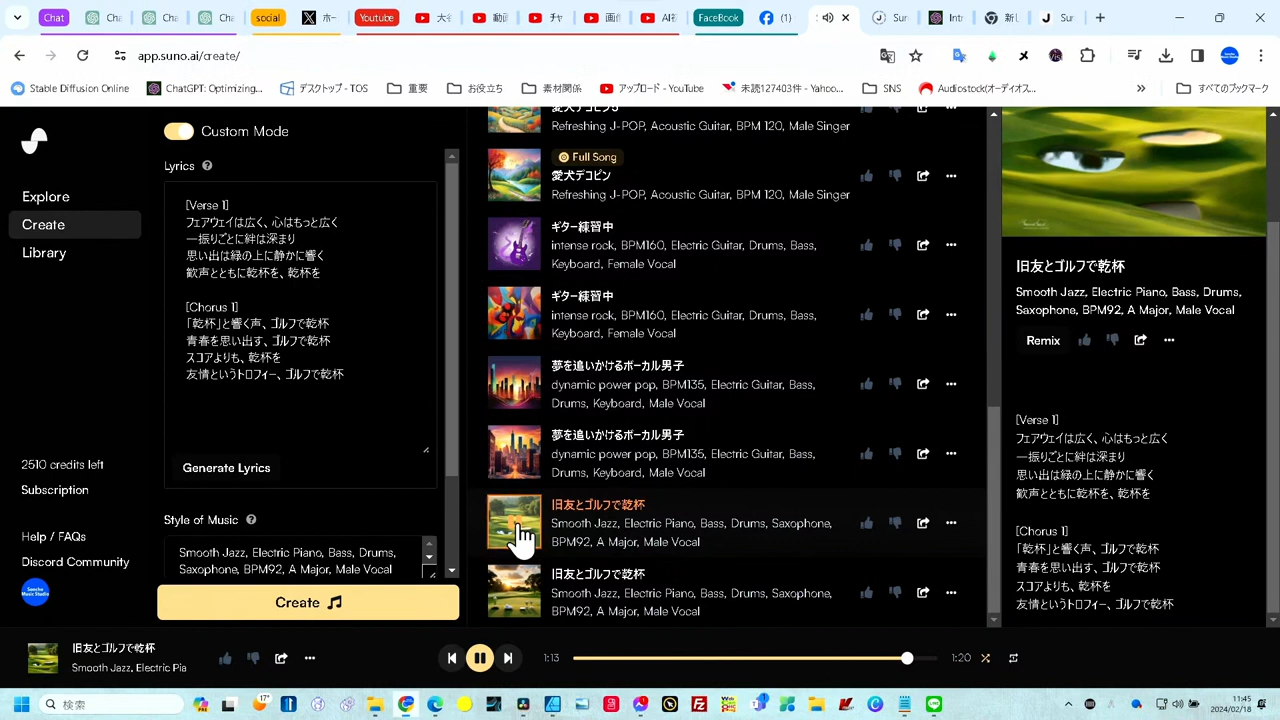 Chat
social
Youtube
FaceBook
(1)
app.suno.ai/create/
Stable Diffusion Online
ChatGPT: Optimizing...
デスクトップ - TOS
重要
お役立ち
素材関係
アップロード - YouTube
未読127403件 - Yahoo...
SNS
Audiostock(オーディオス...
すべてのブックマーク
Explore
Create
Library
2510 credits left
Subscription
Help / FAQs
Discord Community
Custom Mode
Lyrics
[Verse 1]
フェアウェイは広く、心はもっと広く
一振りごとに絆は深まり
思い出は緑の上に静かに響く
歓声とともに乾杯を、乾杯を
[Chorus 1]
「乾杯」と響く声、ゴルフで乾杯
青春を思い出す、ゴルフで乾杯
スコアよりも、乾杯を
友情というトロフィー、ゴルフで乾杯
Generate Lyrics
Style of Music
Smooth Jazz, Electric Piano, Bass, Drums,
Saxophone, BPM92, A Major, Male Vocal
Create
Refreshing J-POP, Acoustic Guitar, BPM 120, Male Singer
Full Song
愛犬デコピン
Refreshing J-POP, Acoustic Guitar, BPM 120, Male Singer
ギター練習中
intense rock, BPM160, Electric Guitar, Drums, Bass,
Keyboard, Female Vocal
ギター練習中
intense rock, BPM160, Electric Guitar, Drums, Bass,
Keyboard, Female Vocal
夢を追いかけるボーカル男子
dynamic power pop, BPM135, Electric Guitar, Bass,
Drums, Keyboard, Male Vocal
夢を追いかけるボーカル男子
dynamic power pop, BPM135, Electric Guitar, Bass,
Drums, Keyboard, Male Vocal
旧友とゴルフで乾杯
Smooth Jazz, Electric Piano, Bass, Drums, Saxophone,
BPM92, A Major, Male Vocal
旧友とゴルフで乾杯
Smooth Jazz, Electric Piano, Bass, Drums, Saxophone,
BPM92, A Major, Male Vocal
旧友とゴルフで乾杯
Smooth Jazz, Electric Piano, Bass, Drums,
Saxophone, BPM92, A Major, Male Vocal
Remix
[Verse 1]
フェアウェイは広く、心はもっと広く
一振りごとに絆は深まり
思い出は緑の上に静かに響く
歓声とともに乾杯を、乾杯を
[Chorus 1]
「乾杯」と響く声、ゴルフで乾杯
青春を思い出す、ゴルフで乾杯
スコアよりも、乾杯を
友情というトロフィー、ゴルフで乾杯
旧友とゴルフで乾杯
Smooth Jazz, Electric Pia
1:13
1:20
検索
17°
11:45
2024/02/18